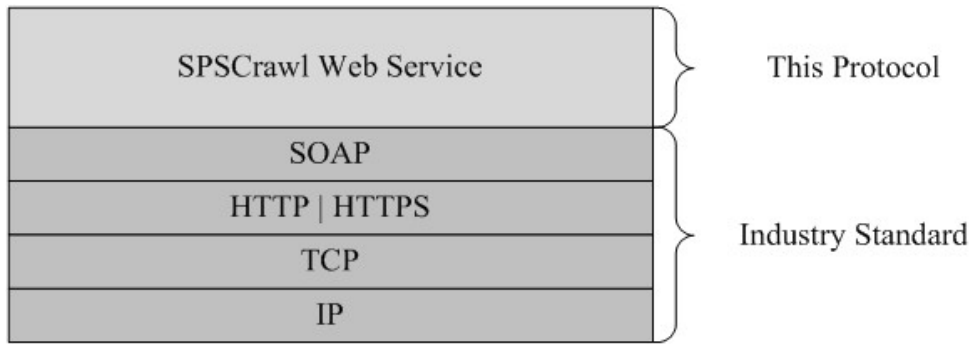 SPSCrawl Web Service
This Protocol
SOAP
HTTP | HTTPS
TCP
Industry Standard
IP